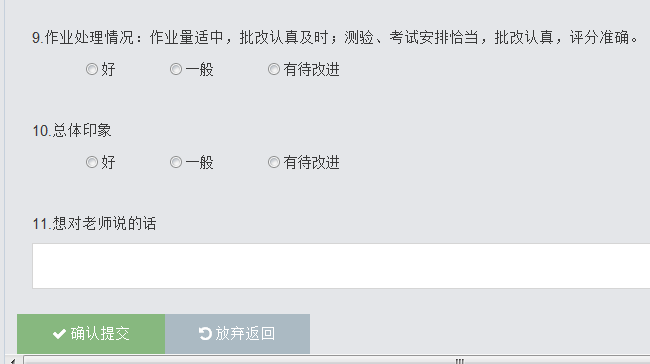 9.作业处理情况：作业量适中，批改认真及时；测验、考试安排恰当，批改认真，评分准确。
好 一般 有待改进
10.总体印象
好 一般 有待改进
11.想对老师说的话
确认提交 放弃返回